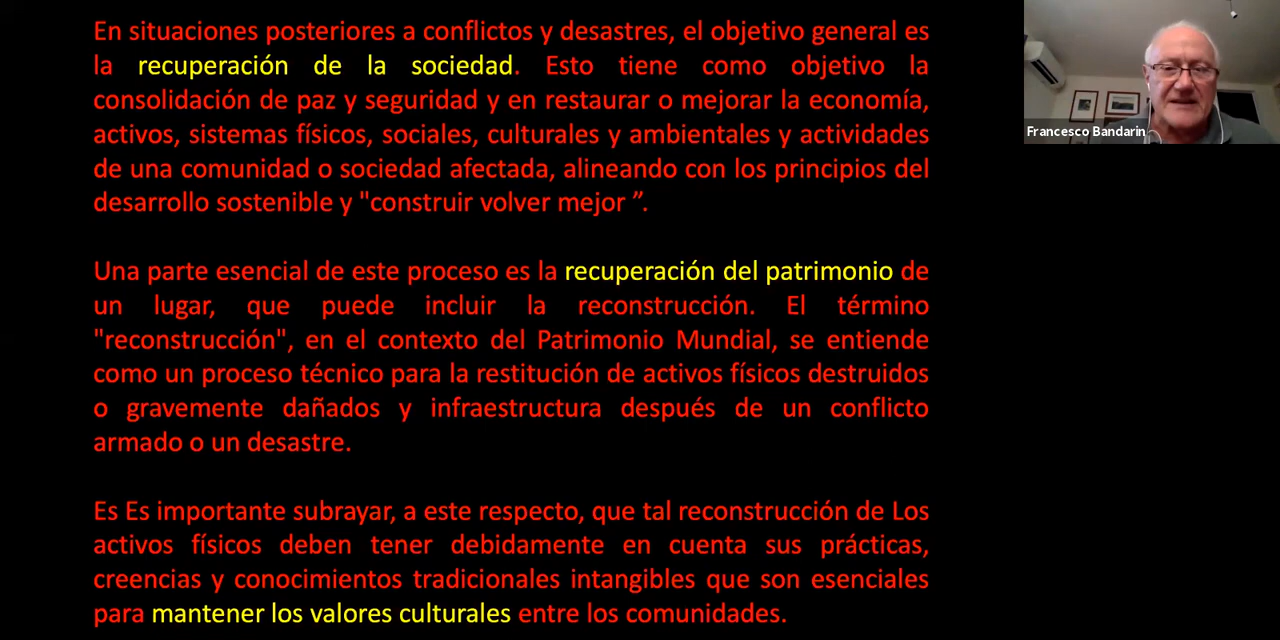 En situaciones posteriores a conflictos y desastres, el objetivo general es
la recuperación de la sociedad. Esto tiene como objetivo la
consolidación de paz y seguridad y en restaurar o mejorar la economía,
activos, sistemas físicos, sociales, culturales y ambientales y actividades
de una comunidad o sociedad afectada, alineando con los principios del
desarrollo sostenible y "construir volver mejor ”.
Una parte esencial de este proceso es la recuperación del patrimonio de
un lugar, que puede incluir la reconstrucción. El término
"reconstrucción", en el contexto del Patrimonio Mundial, se entiende
como un proceso técnico para la restitución de activos físicos destruidos
o gravemente dañados y infraestructura después de un conflicto
armado o un desastre.
Es Es importante subrayar, a este respecto, que tal reconstrucción de Los
activos físicos deben tener debidamente en cuenta sus prácticas,
creencias y conocimientos tradicionales intangibles que son esenciales
para mantener los valores culturales entre los comunidades.
Francesco Bandarin